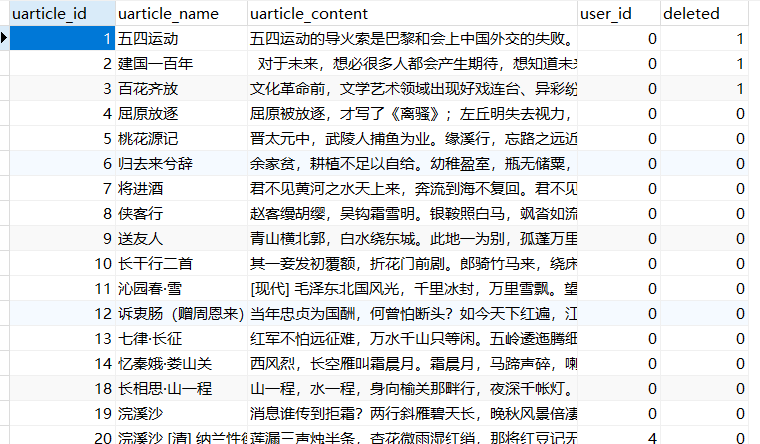 uarticle_id uarticle_name uarticle_content user_id deleted
1 五四运动 五四运动的导火索是巴黎和会上中国外交的失败。 0 1
2 建国一百年 对于未来，想必很多人都会产生期待，想知道未来 0 1
3 百花齐放 文化革命前，文学艺术领域出现好戏连台、异彩纷 0 1
4 屈原放逐 屈原被放逐，才写了《离骚》；左丘明失去视力， 0 0
5 桃花源记 晋太元中，武陵人捕鱼为业。缘溪行，忘路之远近 0 0
6 归去来兮辞 余家贫，耕植不足以自给。幼稚盈室，瓶无储粟， 0 0
7 将进酒 君不见黄河之水天上来，奔流到海不复回。君不见 0 0
8 侠客行 赵客缦胡缨，吴钩霜雪明。银鞍照白马，飒沓如流 0 0
9 送友人 青山横北郭，白水绕东城。此地一为别，孤蓬万里 0 0
10 长干行二首 其一妾发初覆额，折花门前剧。郎骑竹马来，绕床 0 0
11 沁园春·雪 [现代] 毛泽东北国风光，千里冰封，万里雪飘。望 0 0
12 诉衷肠（赠周恩来） 当年忠贞为国酬，何曾怕断头？如今天下红遍，江 0 0
13 七律·长征 红军不怕远征难，万水千山只等闲。五岭逶迤腾细 0 0
14 忆秦娥·娄山关 西风烈，长空雁叫霜晨月。霜晨月，马蹄声碎，喇 0 0
18 长相思·山一程 山一程，水一程，身向榆关那畔行，夜深千帐灯。 0 0
19 浣溪沙 消息谁传到拒霜？两行斜雁碧天长，晚秋风景倍凄 0 0
20 浣溪沙 [清] 纳兰性德 莲漏三声烛半条，杏花微雨湿红绡，那将红豆记无 4 0